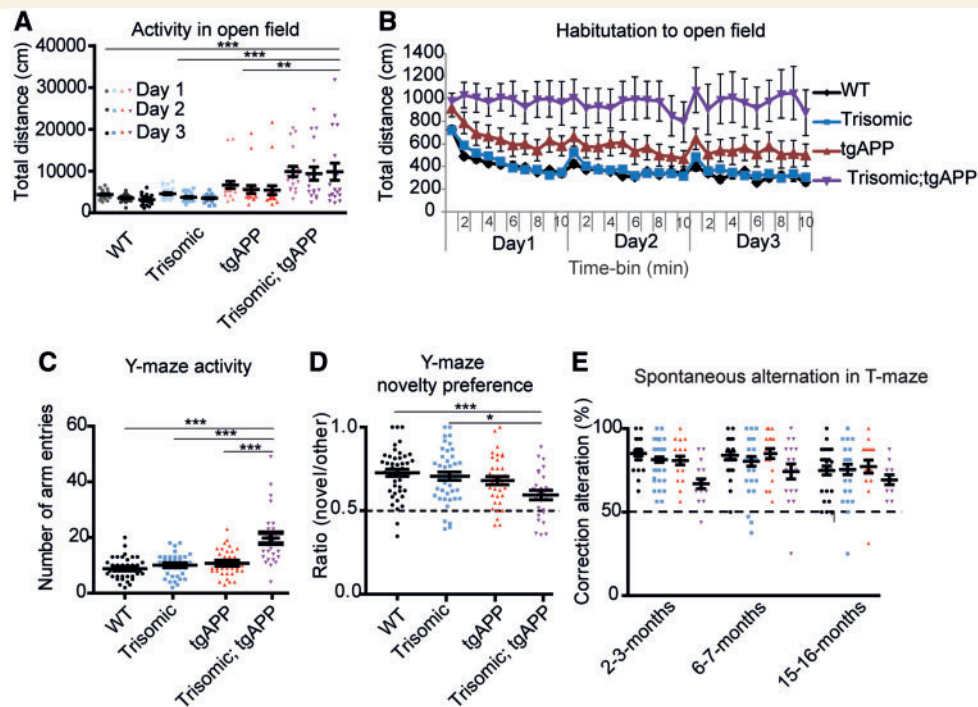 A
Activity in open field
Total distance (cm)
40000
30000
20000
10000
0
***
***
**
Day 1
Day 2
Day 3
WT
Trisomic
tgAPP
Trisomic; tgAPP
B
Habitutation to open field
Total distance (cm)
1400
1200
1000
800
600
400
200
0
2 4 6 8 10 2 4 6 8 10 2 4 6 8 10
Day1 Day2 Day3
Time-bin (min)
WT
Trisomic
tgAPP
Trisomic;tgAPP
C
Y-maze activity
Number of arm entries
60
40
20
0
***
***
***
WT
Trisomic
tgAPP
Trisomic; tgAPP
D
Y-maze
novelty preference
Ratio (novel/other)
1.0
0.5
0.0
***
*
WT
Trisomic
tgAPP
Trisomic; tgAPP
E
Spontaneous alternation in T-maze
Correction alteration (%)
100
50
0
2-3-months
6-7-months
15-16-months